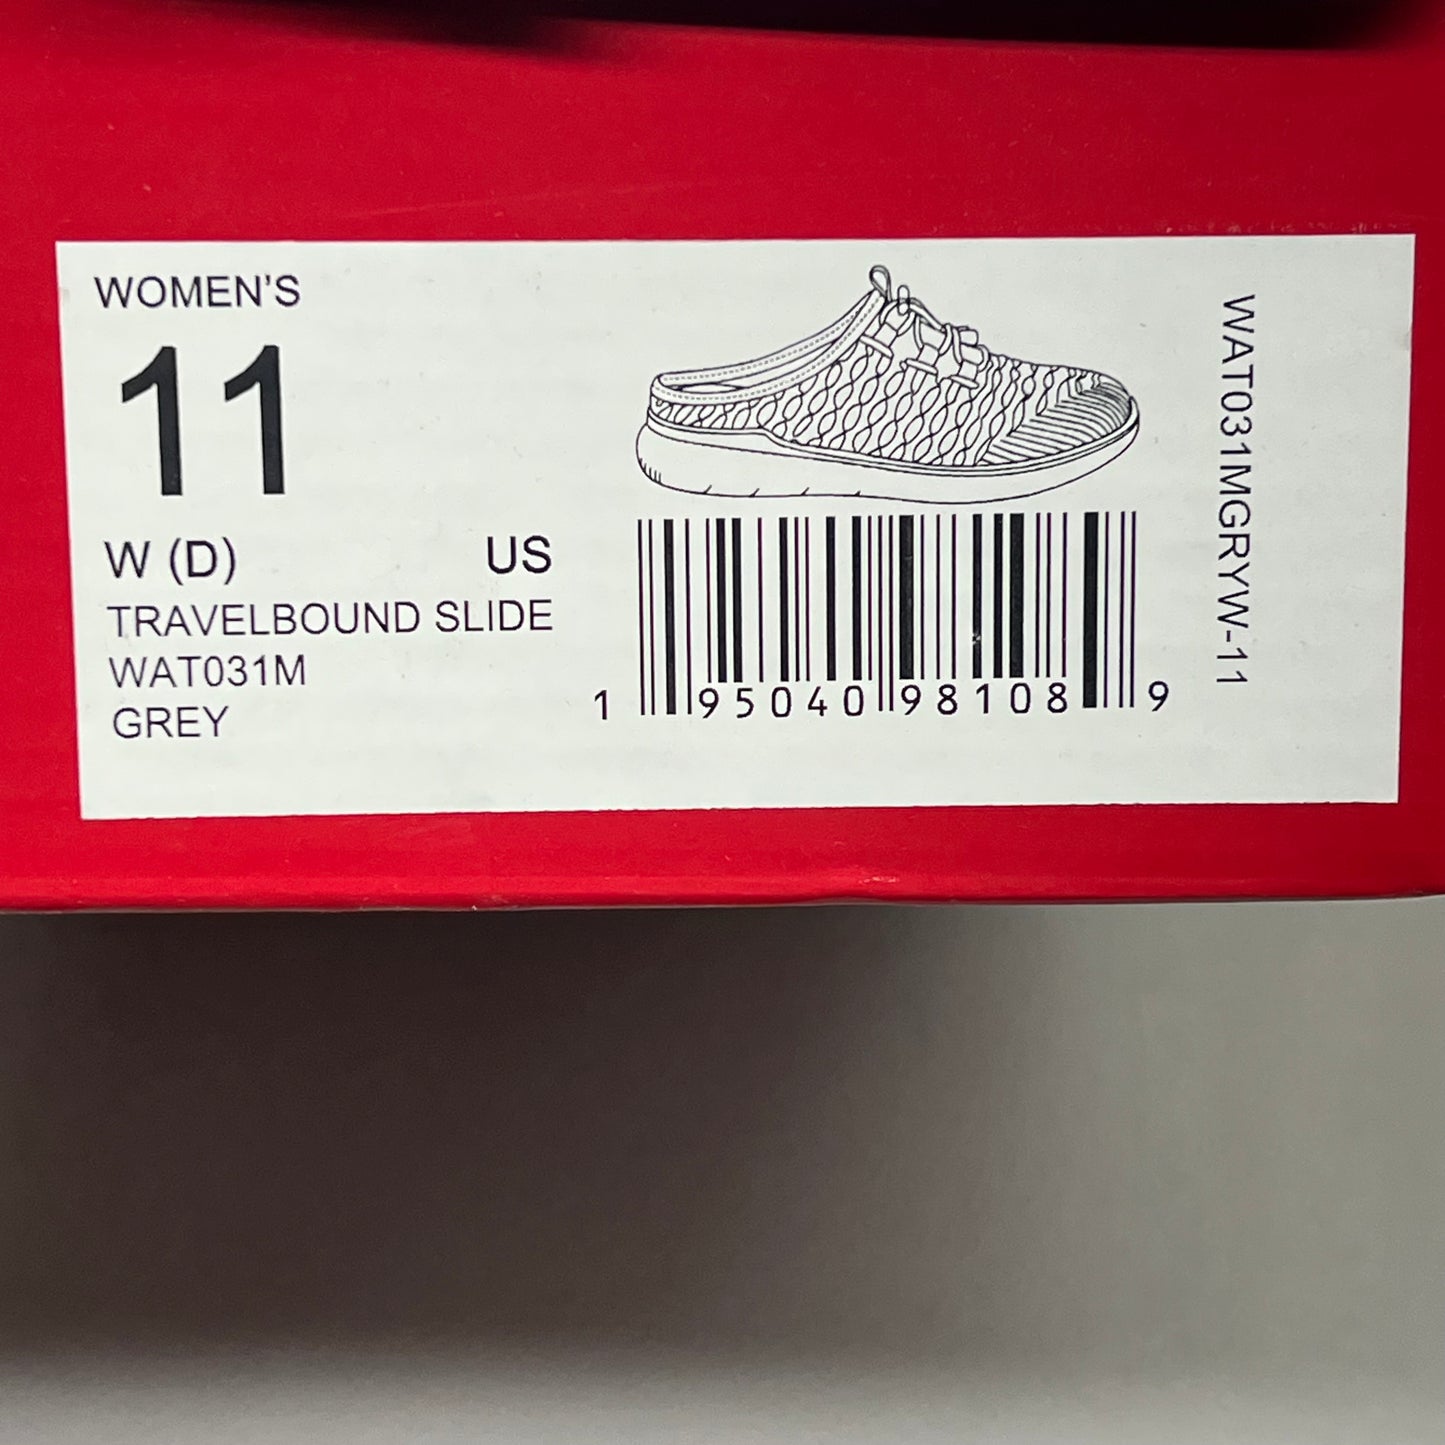 WOMEN'S
11
W (D) US
TRAVELBOUND SLIDE
WAT031M
GREY
1 95040 98108 9
WAT031MGRYW-11